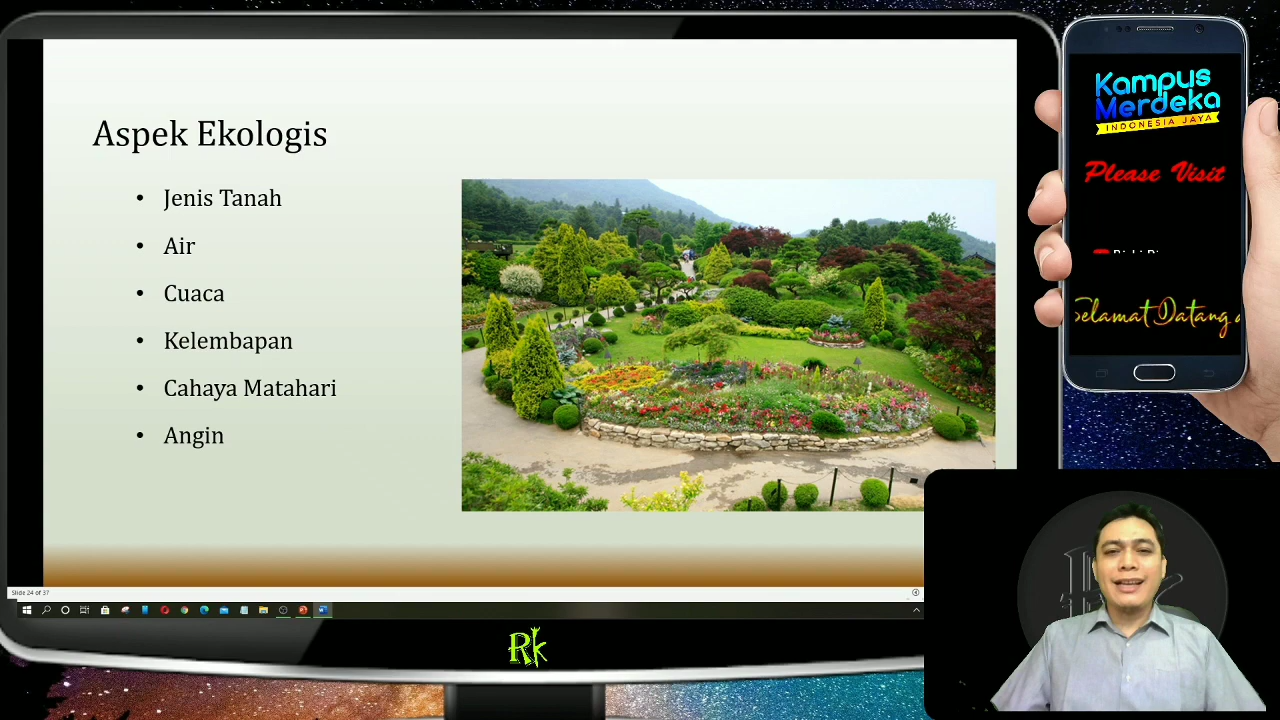 Aspek Ekologis
• Jenis Tanah
• Air
• Cuaca
• Kelembapan
• Cahaya Matahari
• Angin
Slide 24 of 37
Rk
Kampus
Merdeka
INDONESIA JAYA
Please Visit
Selamat Datang